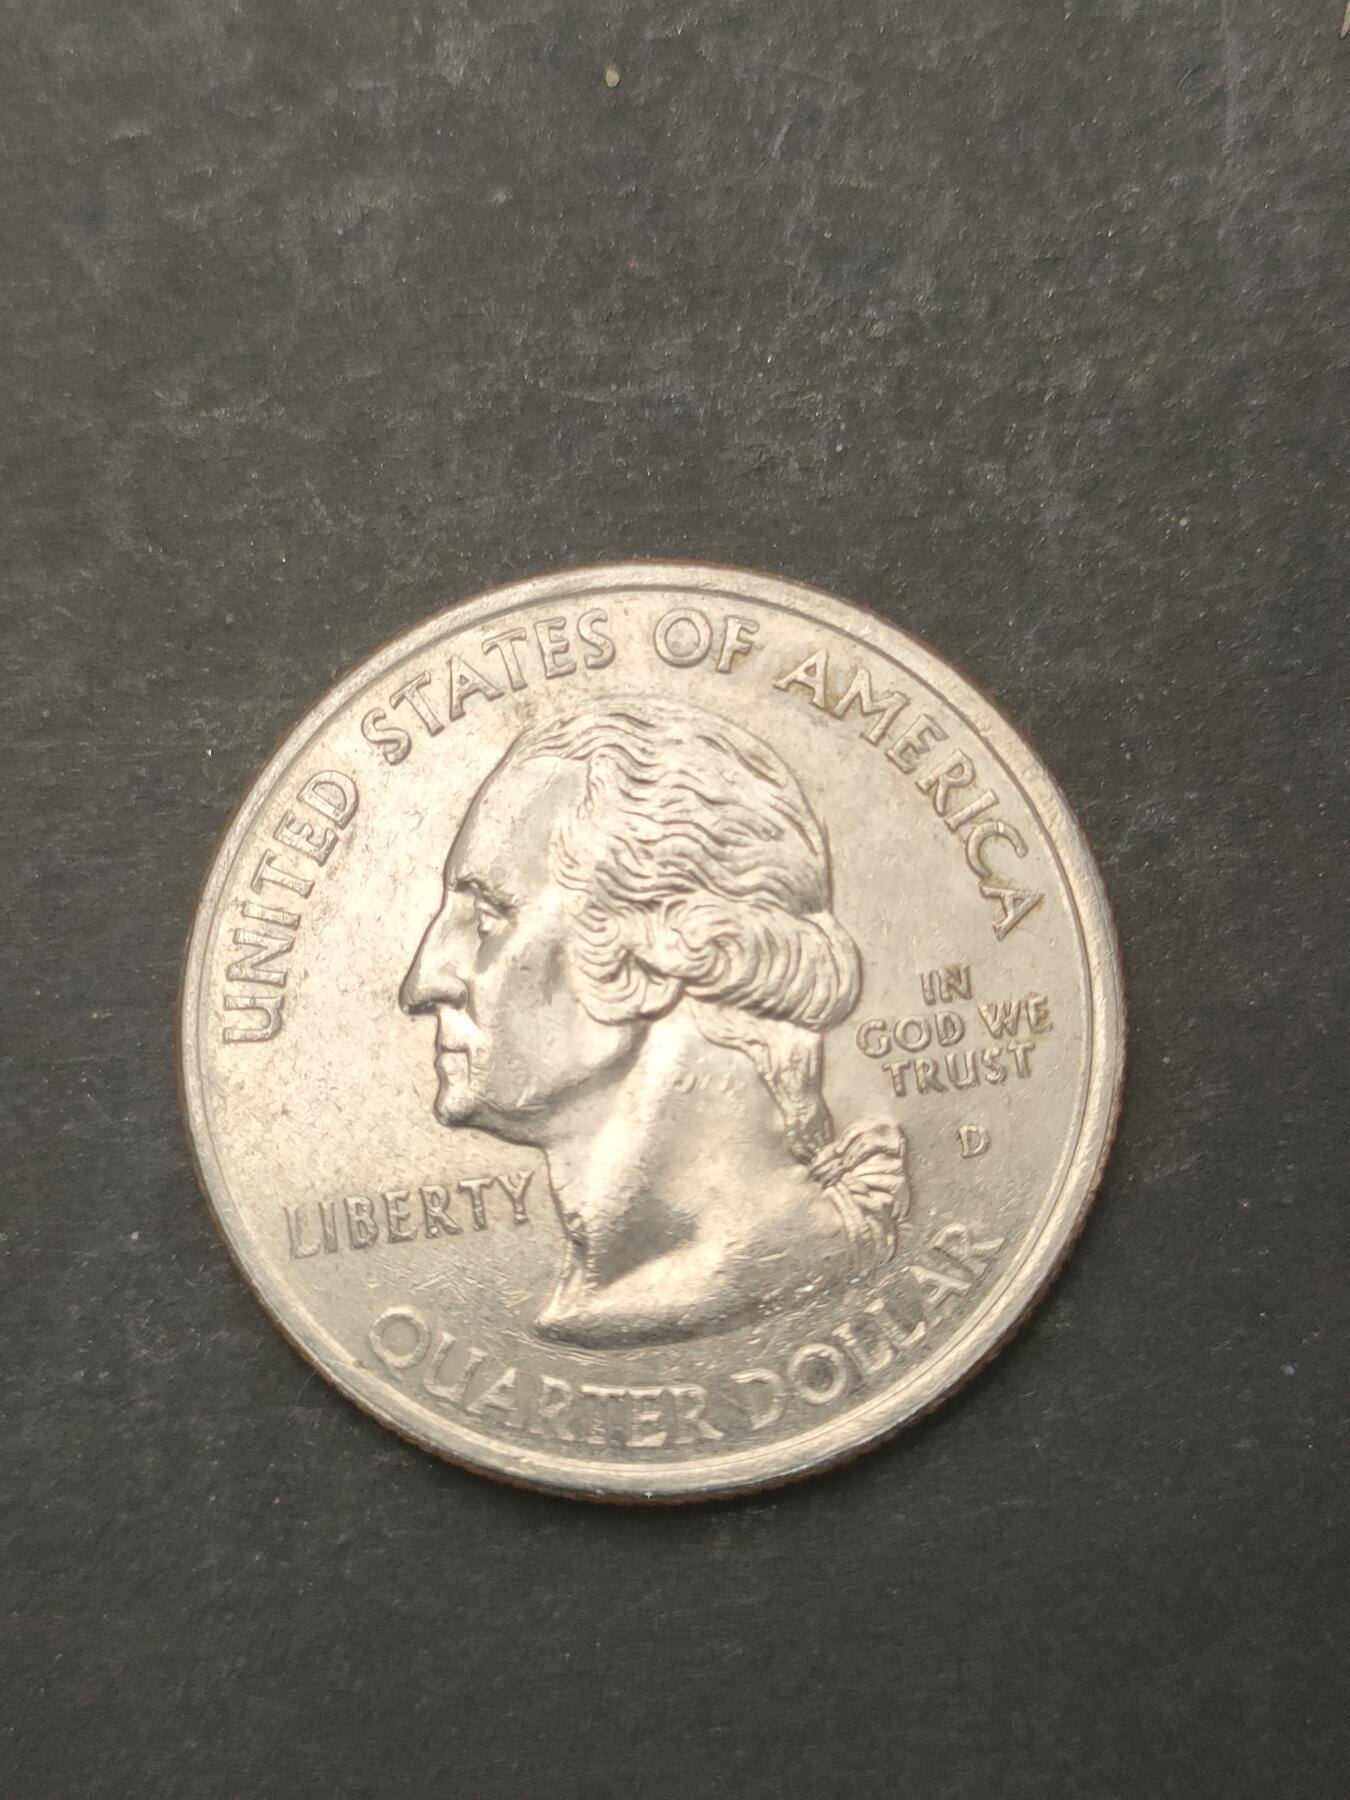 UNITED STATES OF AMERICA
IN
GOD WE
TRUST
D
LIBERTY
QUARTER DOLLAR